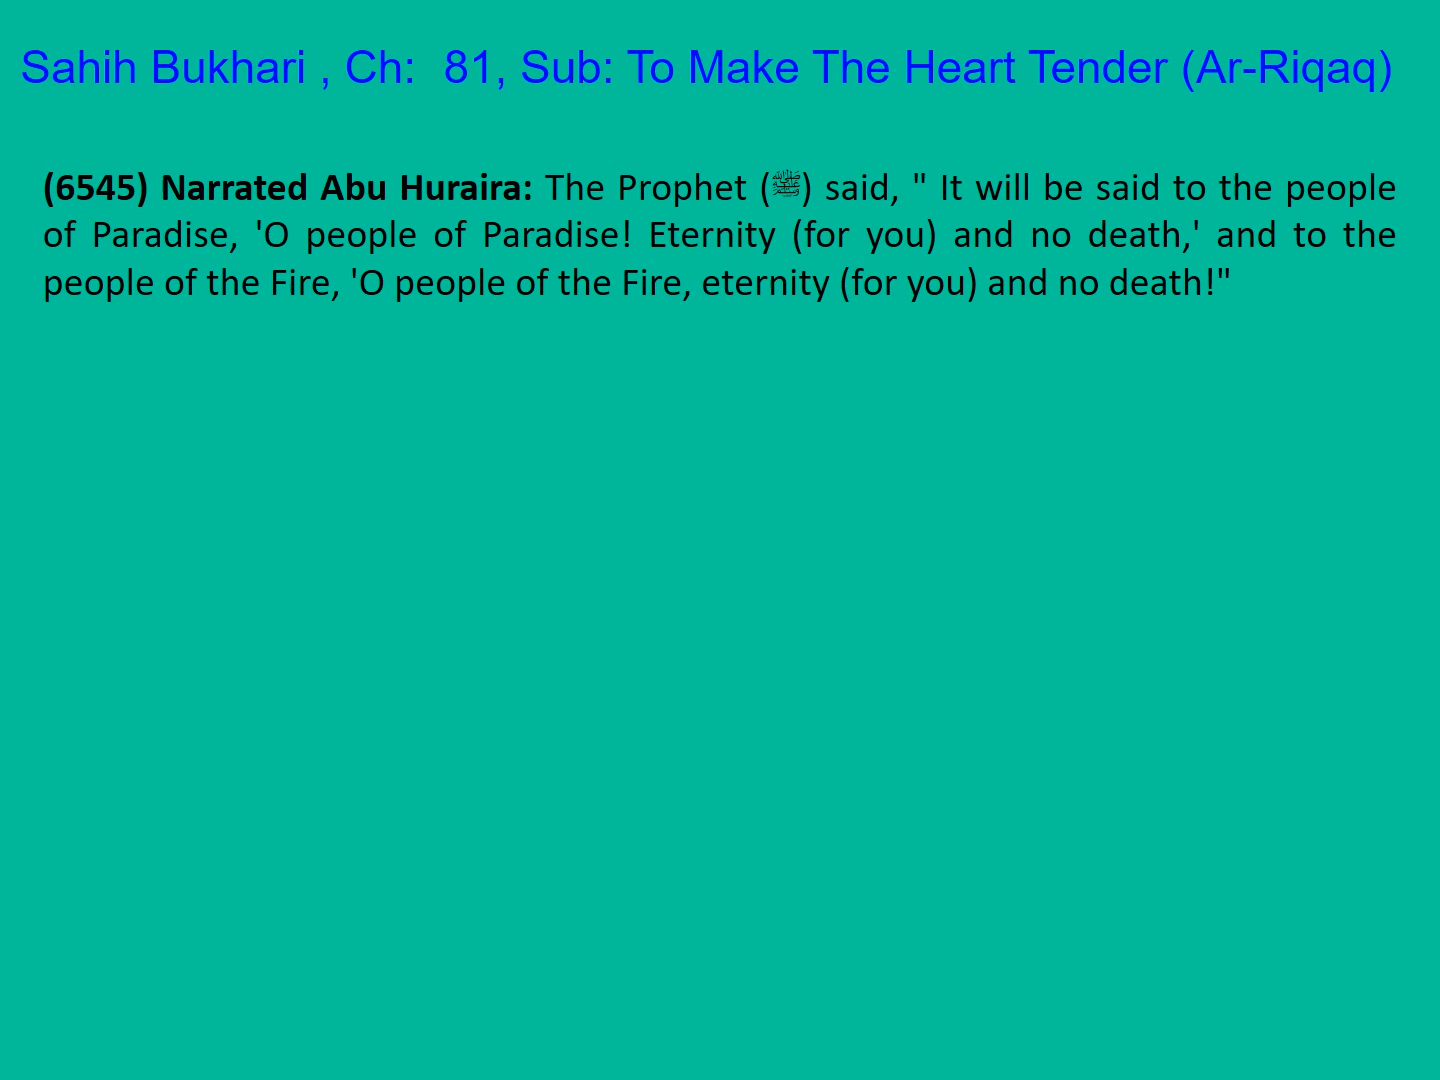 Sahih Bukhari , Ch:  81, Sub: To Make The Heart Tender (Ar-Riqaq)
(6545) Narrated Abu Huraira: The Prophet (ﷺ) said, " It will be said to the people
of Paradise, 'O people of Paradise! Eternity (for you) and no death,' and to the
people of the Fire, 'O people of the Fire, eternity (for you) and no death!"